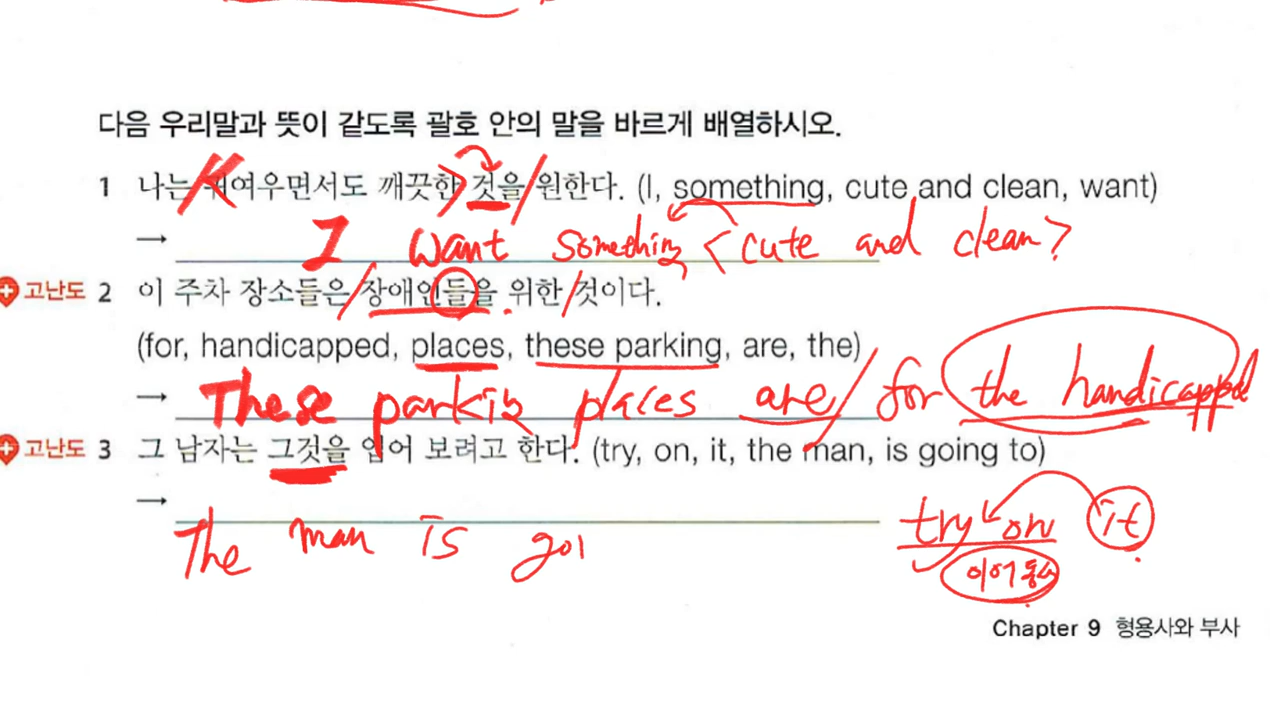 다음 우리말과 뜻이 같도록 괄호 안의 말을 바르게 배열하시오.
1 나는 귀여우면서도 깨끗한 것을 원한다. (I, something, cute and clean, want)
→ I want something cute and clean?
고난도 2 이 주차 장소들은 장애인들을 위한 것이다.
(for, handicapped, places, these parking, are, the)
→ These parking places are for the handicapped
고난도 3 그 남자는 그것을 입어 보려고 한다. (try, on, it, the man, is going to)
→ The man is goi
try on it
이어동사
Chapter 9 형용사와 부사